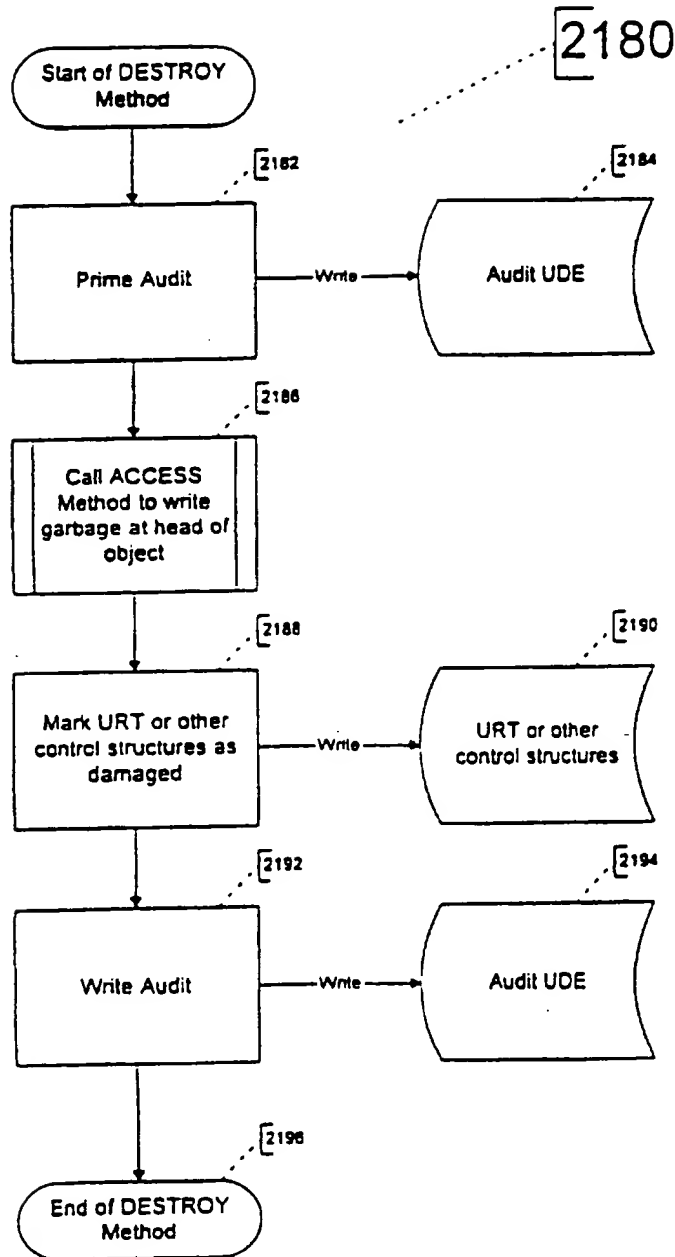 2180
Start of DESTROY
Method
2182
2184
Prime Audit
Write
Audit UDE
2186
Call ACCESS
Method to write
garbage at head of
object
2188
2190
Mark URT or other
control structures as
damaged
Write
URT or other
control structures
2192
2194
Write Audit
Write
Audit UDE
2196
End of DESTROY
Method